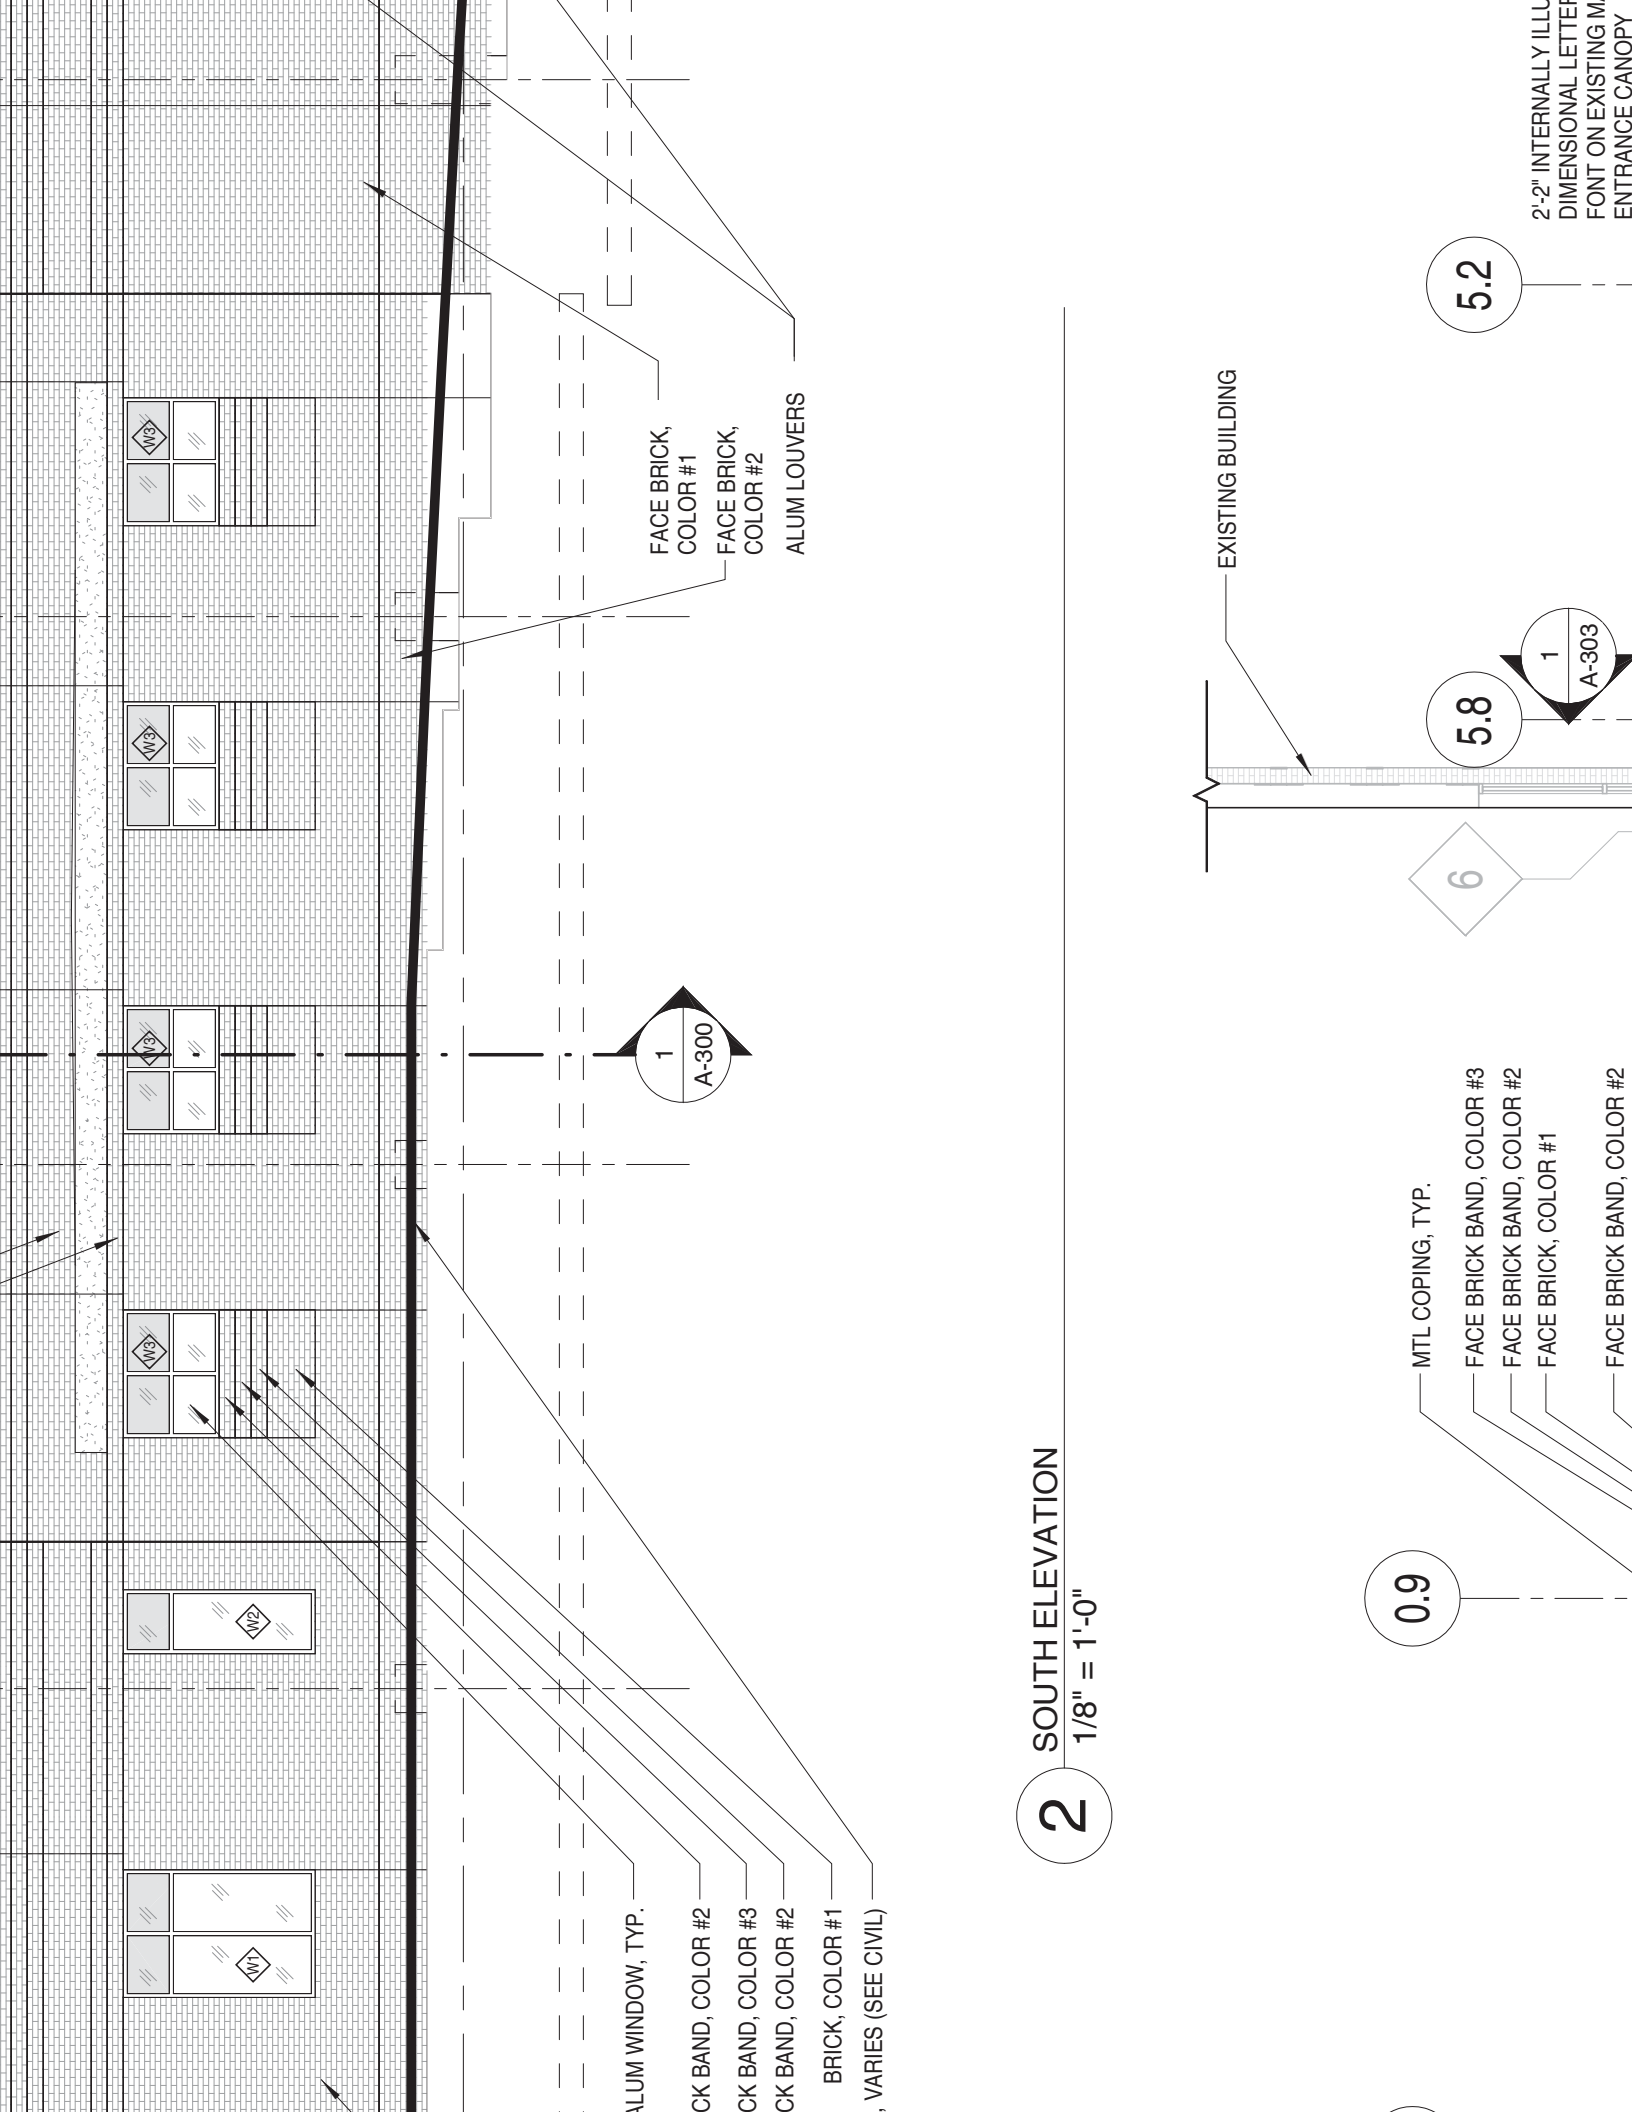 W3
W3
W3
W3
W2
W1
FACE BRICK,
COLOR #1
FACE BRICK,
COLOR #2
ALUM LOUVERS
1
A-300
ALUM WINDOW, TYP.
CK BAND, COLOR #2
CK BAND, COLOR #3
CK BAND, COLOR #2
BRICK, COLOR #1
, VARIES (SEE CIVIL)
2
SOUTH ELEVATION
1/8" = 1'-0"
EXISTING BUILDING
2'-2" INTERNALLY ILLU
DIMENSIONAL LETTER
FONT ON EXISTING
ENTRANCE CANOPY
5.2
5.8
1
A-303
6
MTL COPING, TYP.
FACE BRICK BAND, COLOR #3
FACE BRICK BAND, COLOR #2
FACE BRICK, COLOR #1
FACE BRICK BAND, COLOR #2
0.9